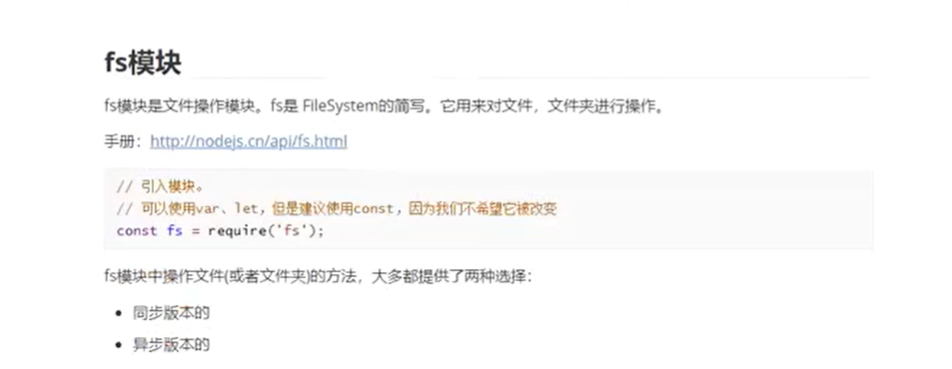 fs模块
fs模块是文件操作模块。fs是 FileSystem的简写。它用来对文件，文件夹进行操作。
手册：http://nodejs.cn/api/fs.html
// 引入模块。
// 可以使用var、let，但是建议使用const，因为我们不希望它被改变
const fs = require('fs');
fs模块中操作文件(或者文件夹)的方法，大多都提供了两种选择：
• 同步版本的
• 异步版本的